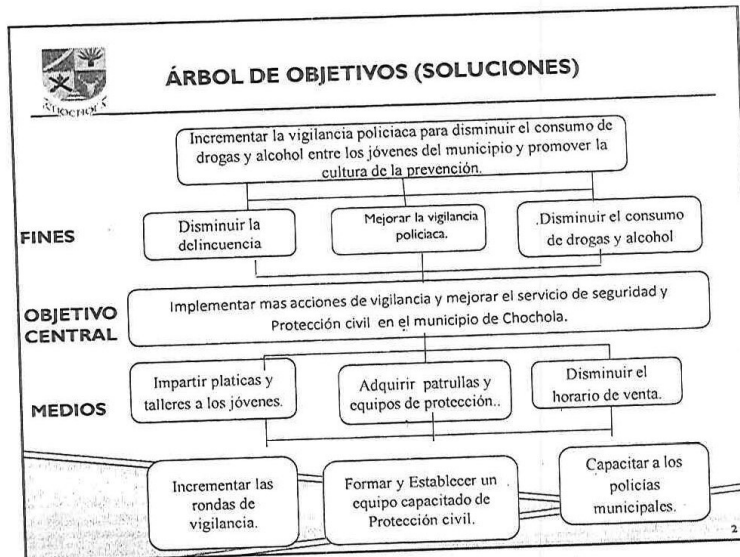 ÁRBOL DE OBJETIVOS (SOLUCIONES)
CHOCHOLA
Incrementar la vigilancia policiaca para disminuir el consumo de
drogas y alcohol entre los jóvenes del municipio y promover la
cultura de la prevención.
FINES
Disminuir la
delincuencia
Mejorar la vigilancia
policiaca.
.Disminuir el consumo
de drogas y alcohol
OBJETIVO
CENTRAL
Implementar mas acciones de vigilancia y mejorar el servicio de seguridad y
Protección civil en el municipio de Chochola.
MEDIOS
Impartir platicas y
talleres a los jóvenes.
Adquirir patrullas y
equipos de protección..
Disminuir el
horario de venta.
Incrementar las
rondas de
vigilancia.
Formar y Establecer un
equipo capacitado de
Protección civil.
Capacitar a los
policías
municipales.
2